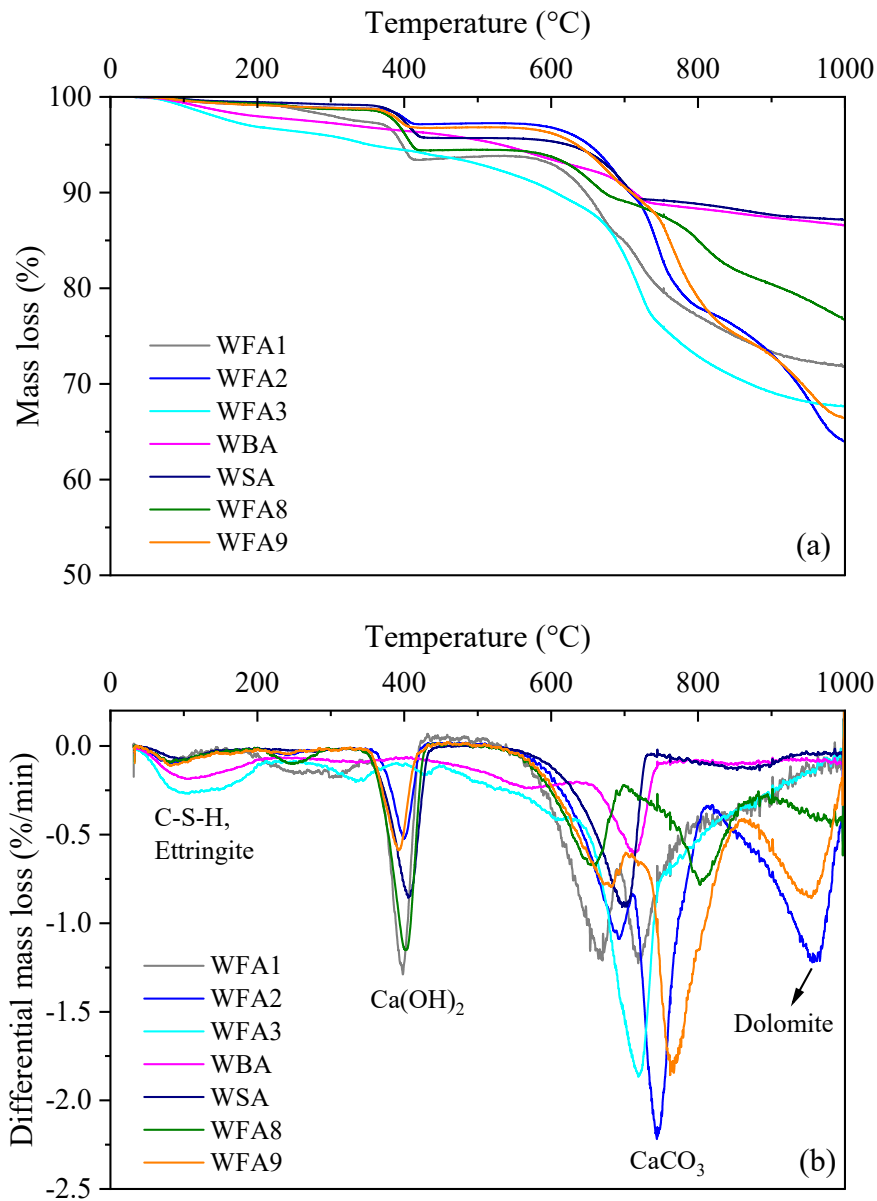 Temperature (°C)
0 200 400 600 800 1000
100
90
80
70
60
50
Mass loss (%)
WFA1
WFA2
WFA3
WBA
WSA
WFA8
WFA9
(a)
Temperature (°C)
0 200 400 600 800 1000
0.0
-0.5
-1.0
-1.5
-2.0
-2.5
Differential mass loss (%/min)
C-S-H,
Ettringite
Ca(OH)₂
Dolomite
CaCO₃
WFA1
WFA2
WFA3
WBA
WSA
WFA8
WFA9
(b)